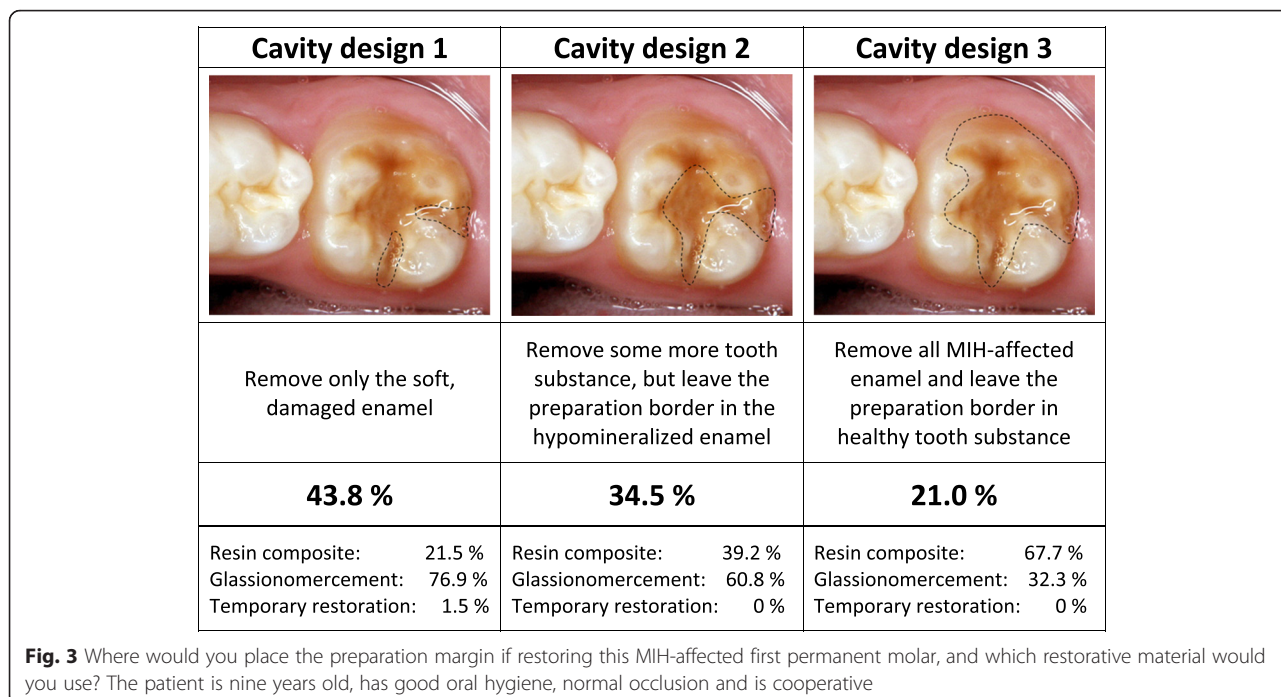 Cavity design 1
Cavity design 2
Cavity design 3
Remove only the soft,
damaged enamel
Remove some more tooth
substance, but leave the
preparation border in the
hypomineralized enamel
Remove all MIH-affected
enamel and leave the
preparation border in
healthy tooth substance
43.8 %
34.5 %
21.0 %
Resin composite: 21.5 %
Glassionomercement: 76.9 %
Temporary restoration: 1.5 %
Resin composite: 39.2 %
Glassionomercement: 60.8 %
Temporary restoration: 0 %
Resin composite: 67.7 %
Glassionomercement: 32.3 %
Temporary restoration: 0 %
Fig. 3 Where would you place the preparation margin if restoring this MIH-affected first permanent molar, and which restorative material would
you use? The patient is nine years old, has good oral hygiene, normal occlusion and is cooperative